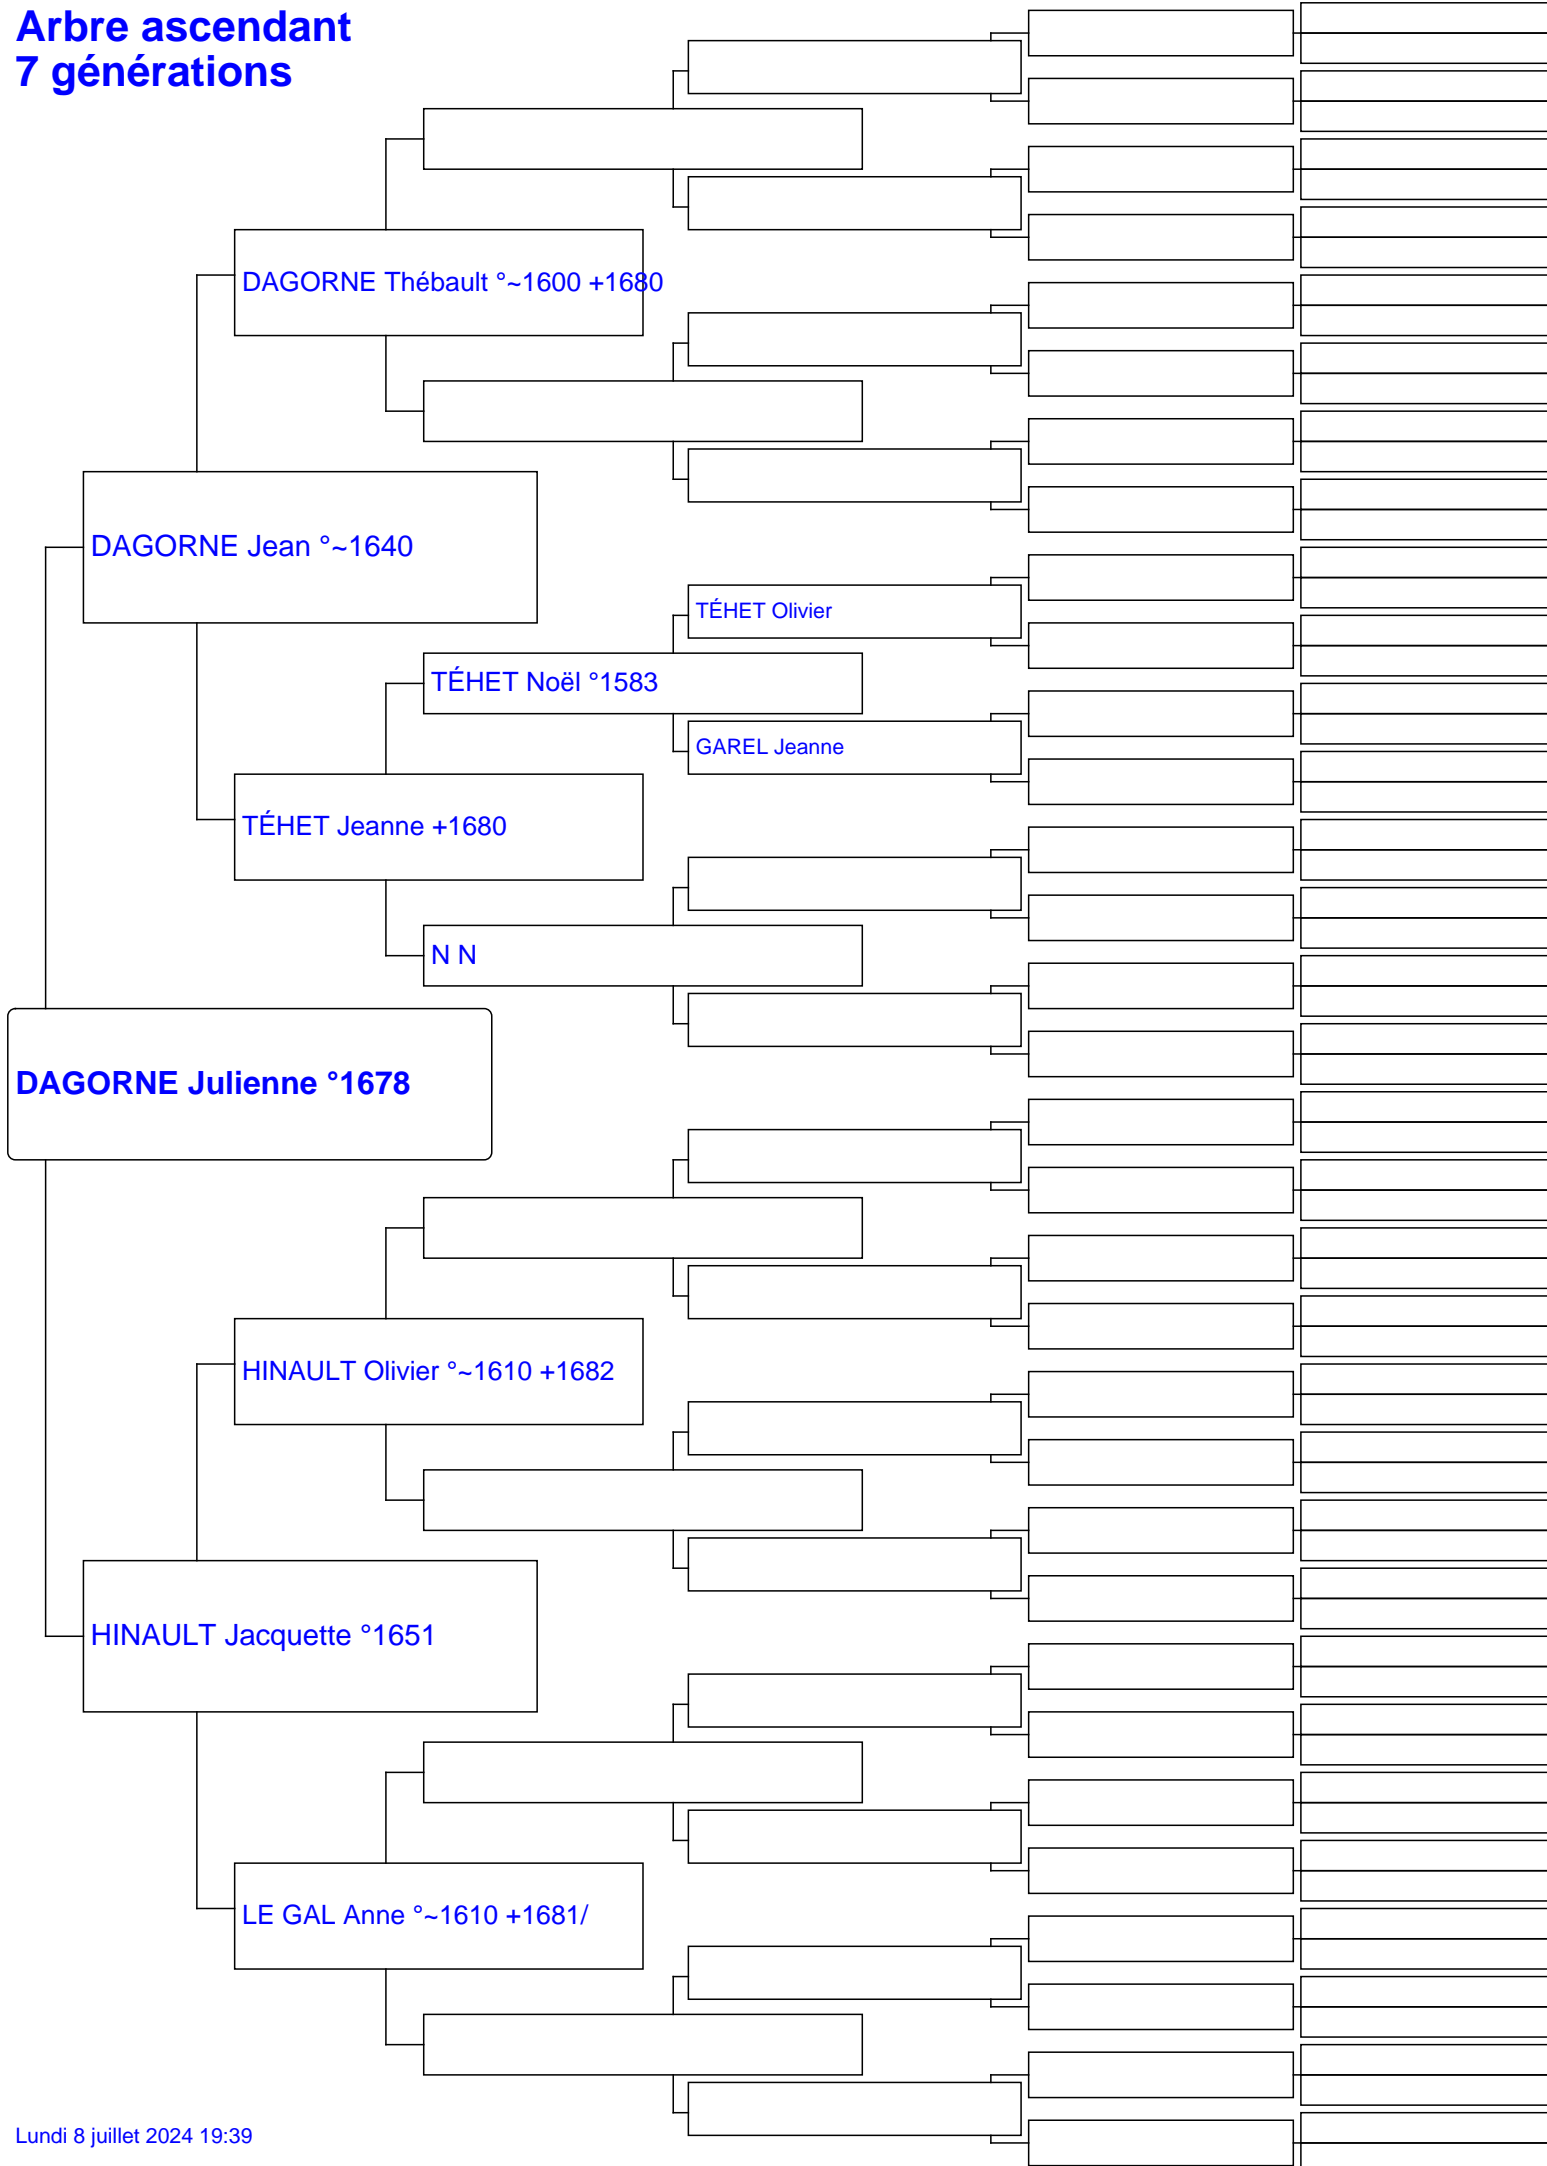 Arbre ascendant
7 générations
DAGORNE Thébault °~1600 +1680
DAGORNE Jean °~1640
TÉHET Olivier
TÉHET Noël °1583
GAREL Jeanne
TÉHET Jeanne +1680
N N
DAGORNE Julienne °1678
HINAULT Olivier °~1610 +1682
HINAULT Jacquette °1651
LE GAL Anne °~1610 +1681/
Lundi 8 juillet 2024 19:39